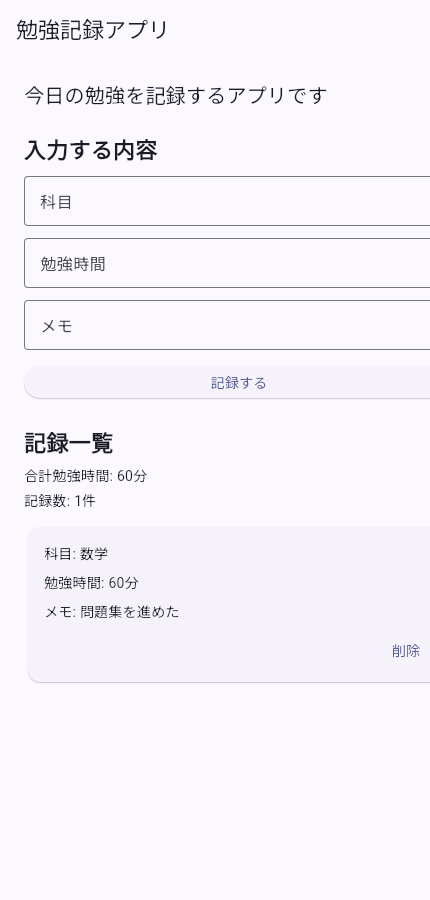 勉強記録アプリ
今日の勉強を記録するアプリです
入力する内容
科目
勉強時間
メモ
記録する
記録一覧
合計勉強時間: 60分
記録数: 1件
科目: 数学
勉強時間: 60分
メモ: 問題集を進めた
削除